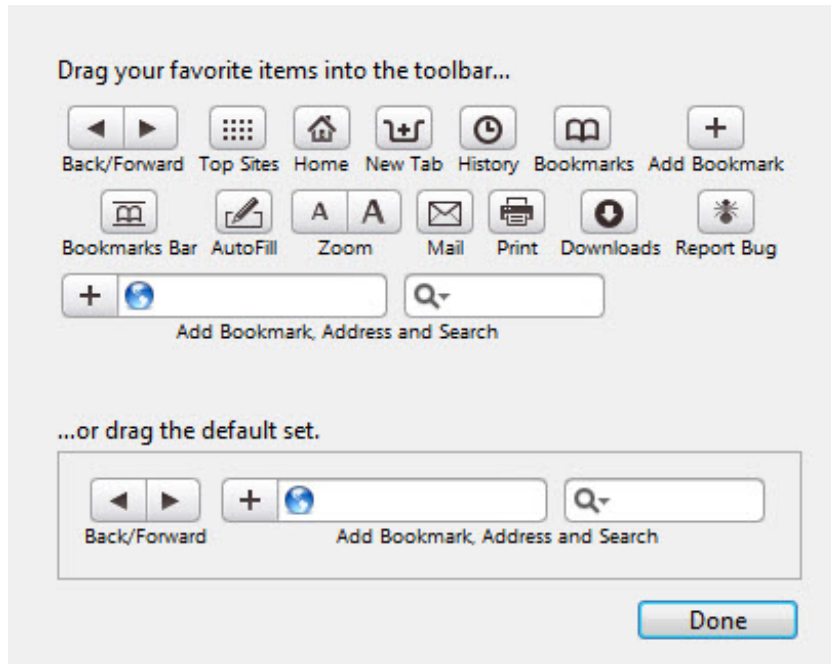 Drag your favorite items into the toolbar...
Back/Forward Top Sites Home New Tab History Bookmarks Add Bookmark
A A
Bookmarks Bar AutoFill Zoom Mail Print Downloads Report Bug
Add Bookmark, Address and Search
...or drag the default set.
Back/Forward Add Bookmark, Address and Search
Done